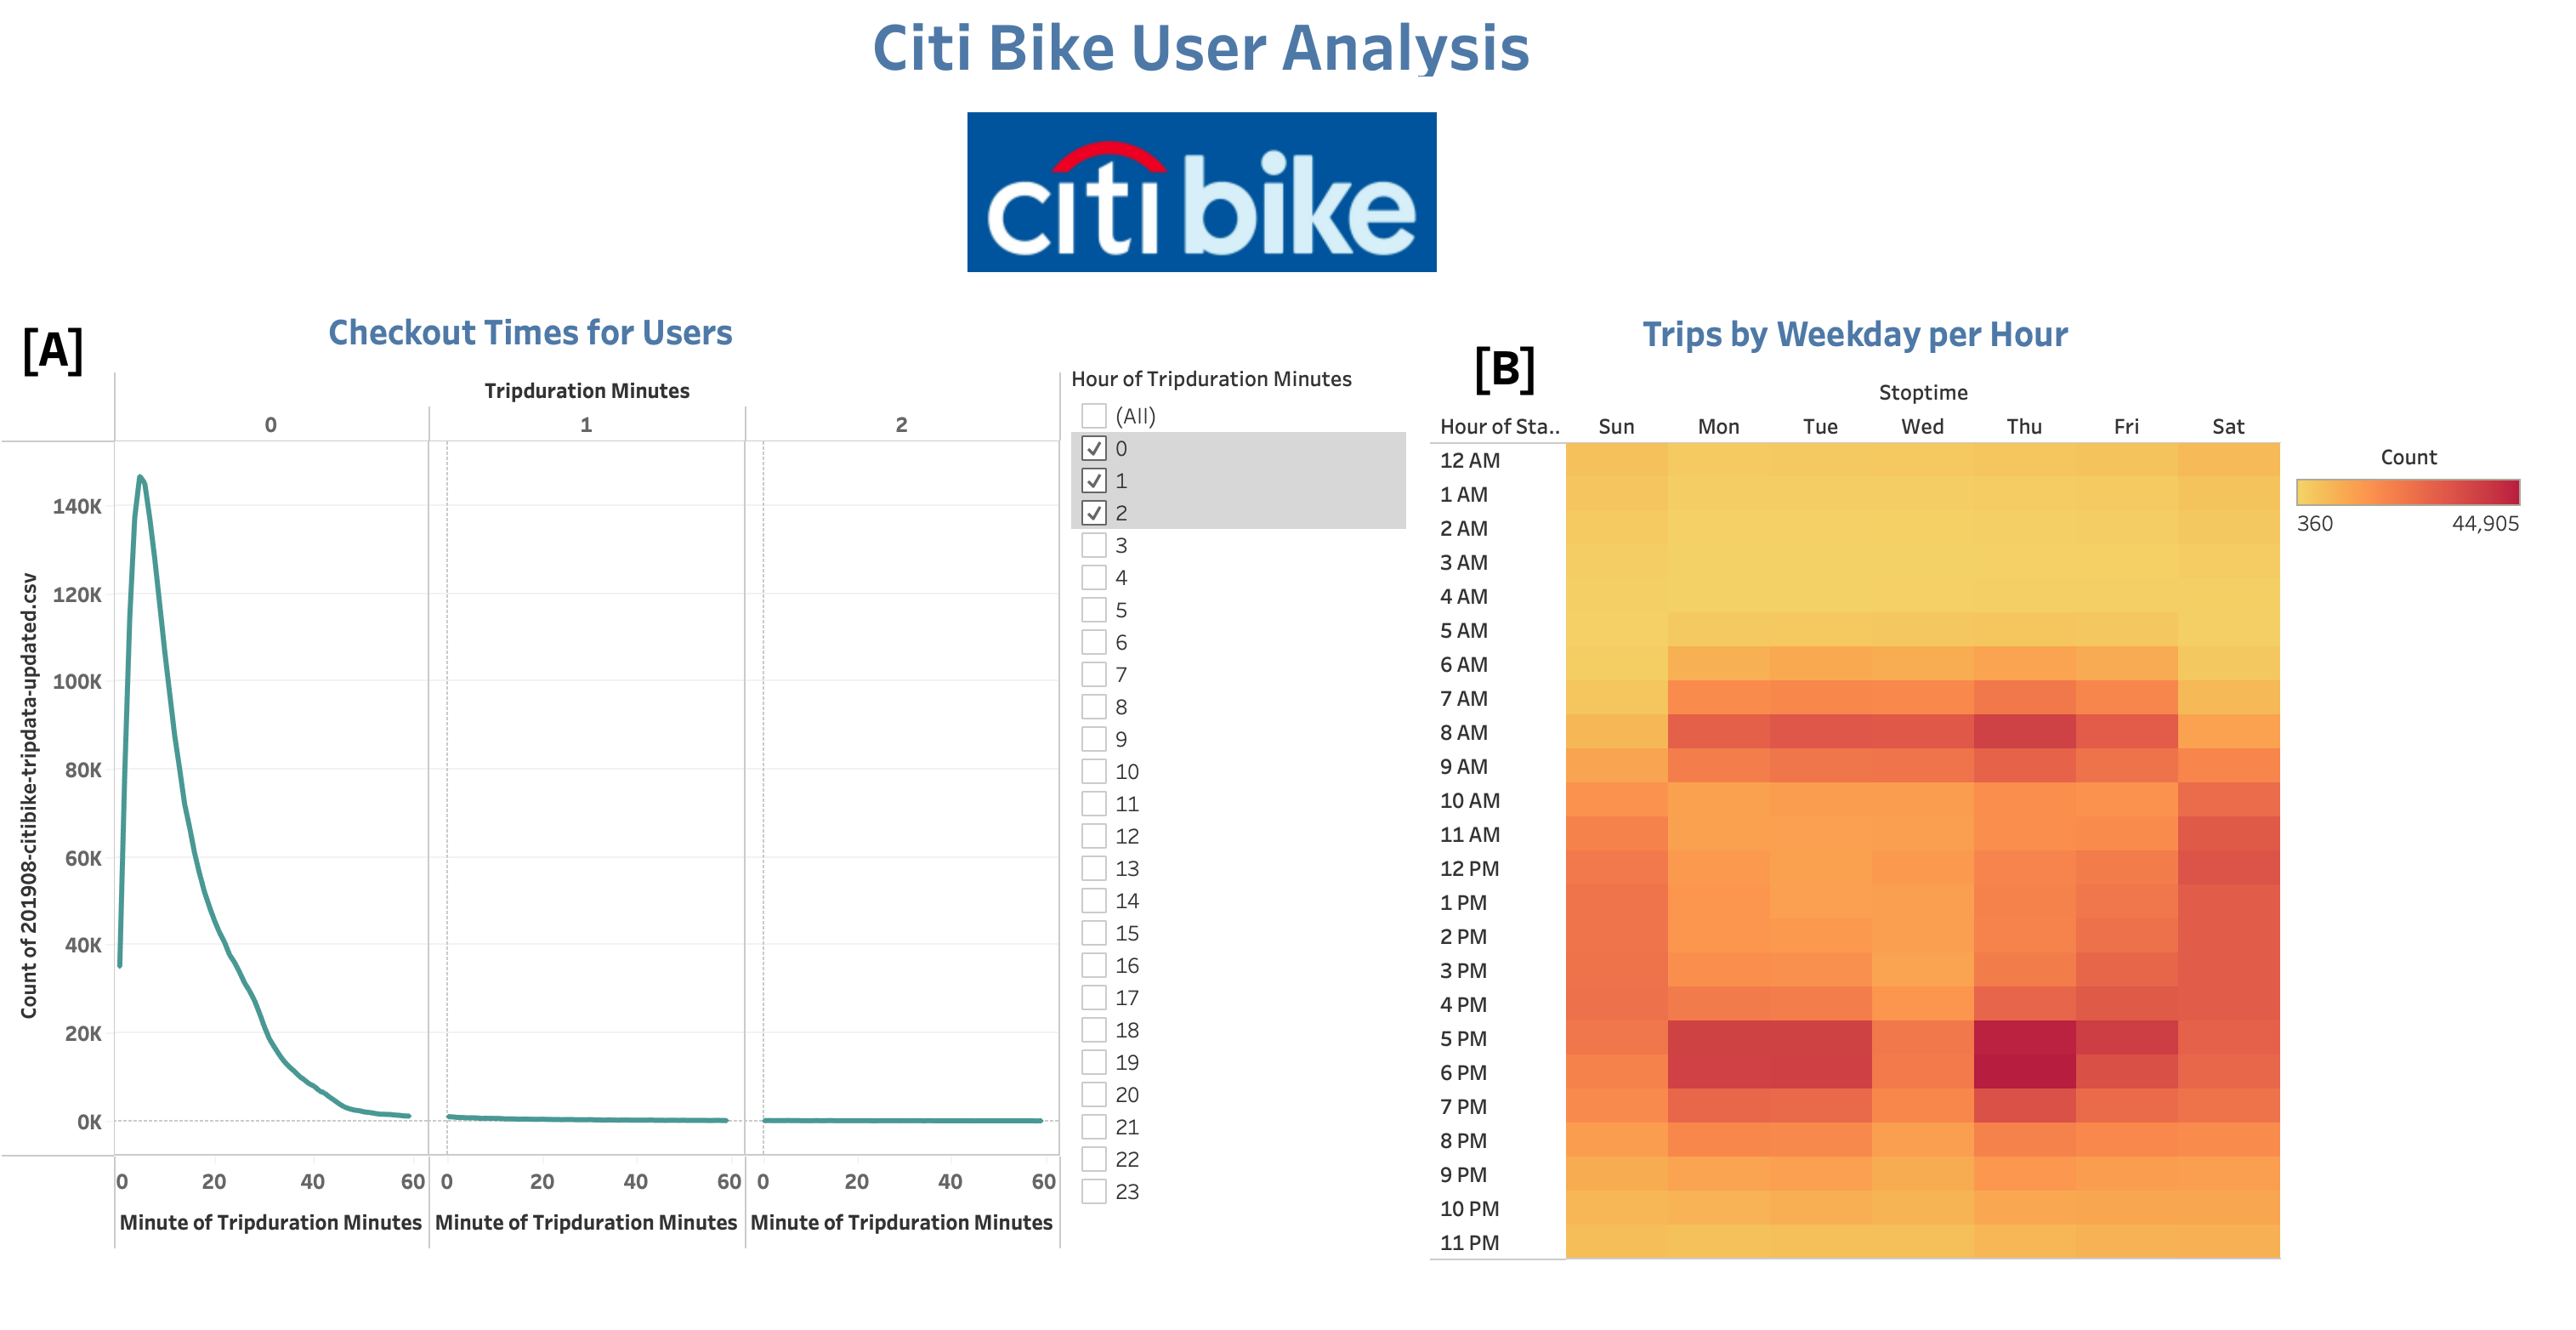 Citi Bike User Analysis
citi bike
[A]
Checkout Times for Users
Tripduration Minutes
0 1 2
Count of 201908-citibike-tripdata-updated.csv
140K
120K
100K
80K
60K
40K
20K
0K
0 20 40 60 0 20 40 60 0 20 40 60
Minute of Tripduration Minutes Minute of Tripduration Minutes Minute of Tripduration Minutes
Hour of Tripduration Minutes
(All)
0
1
2
3
4
5
6
7
8
9
10
11
12
13
14
15
16
17
18
19
20
21
22
23
[B]
Trips by Weekday per Hour
Stoptime
Hour of Sta.. Sun Mon Tue Wed Thu Fri Sat
12 AM
1 AM
2 AM
3 AM
4 AM
5 AM
6 AM
7 AM
8 AM
9 AM
10 AM
11 AM
12 PM
1 PM
2 PM
3 PM
4 PM
5 PM
6 PM
7 PM
8 PM
9 PM
10 PM
11 PM
Count
360 44,905